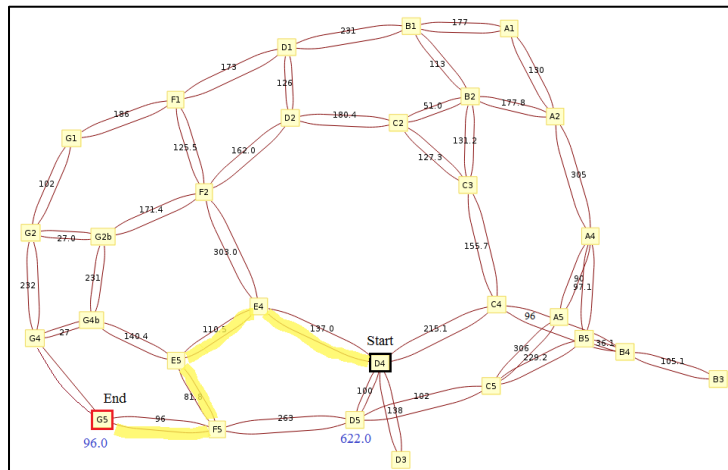 B1 177 A1
231
D1
113 130
173 126
B2
F1 51.0 177.8 A2
186 D2 180.4 C2
G1 125.5 162.0 131.2
127.3
C3
F2 305
102 171.4
G2 27.0 G2b A4
155.7
303.0
232 231 90
97.1
E4 C4
G4b 96 A5
G4 27 137.0 Start 215.1 B5
140.4 110.5 36.1 B4
E5 D4 306 229.2 105.1
B3
100 102 C5
End 81.8
G5 96 F5 263 D5 138
96.0 622.0
D3